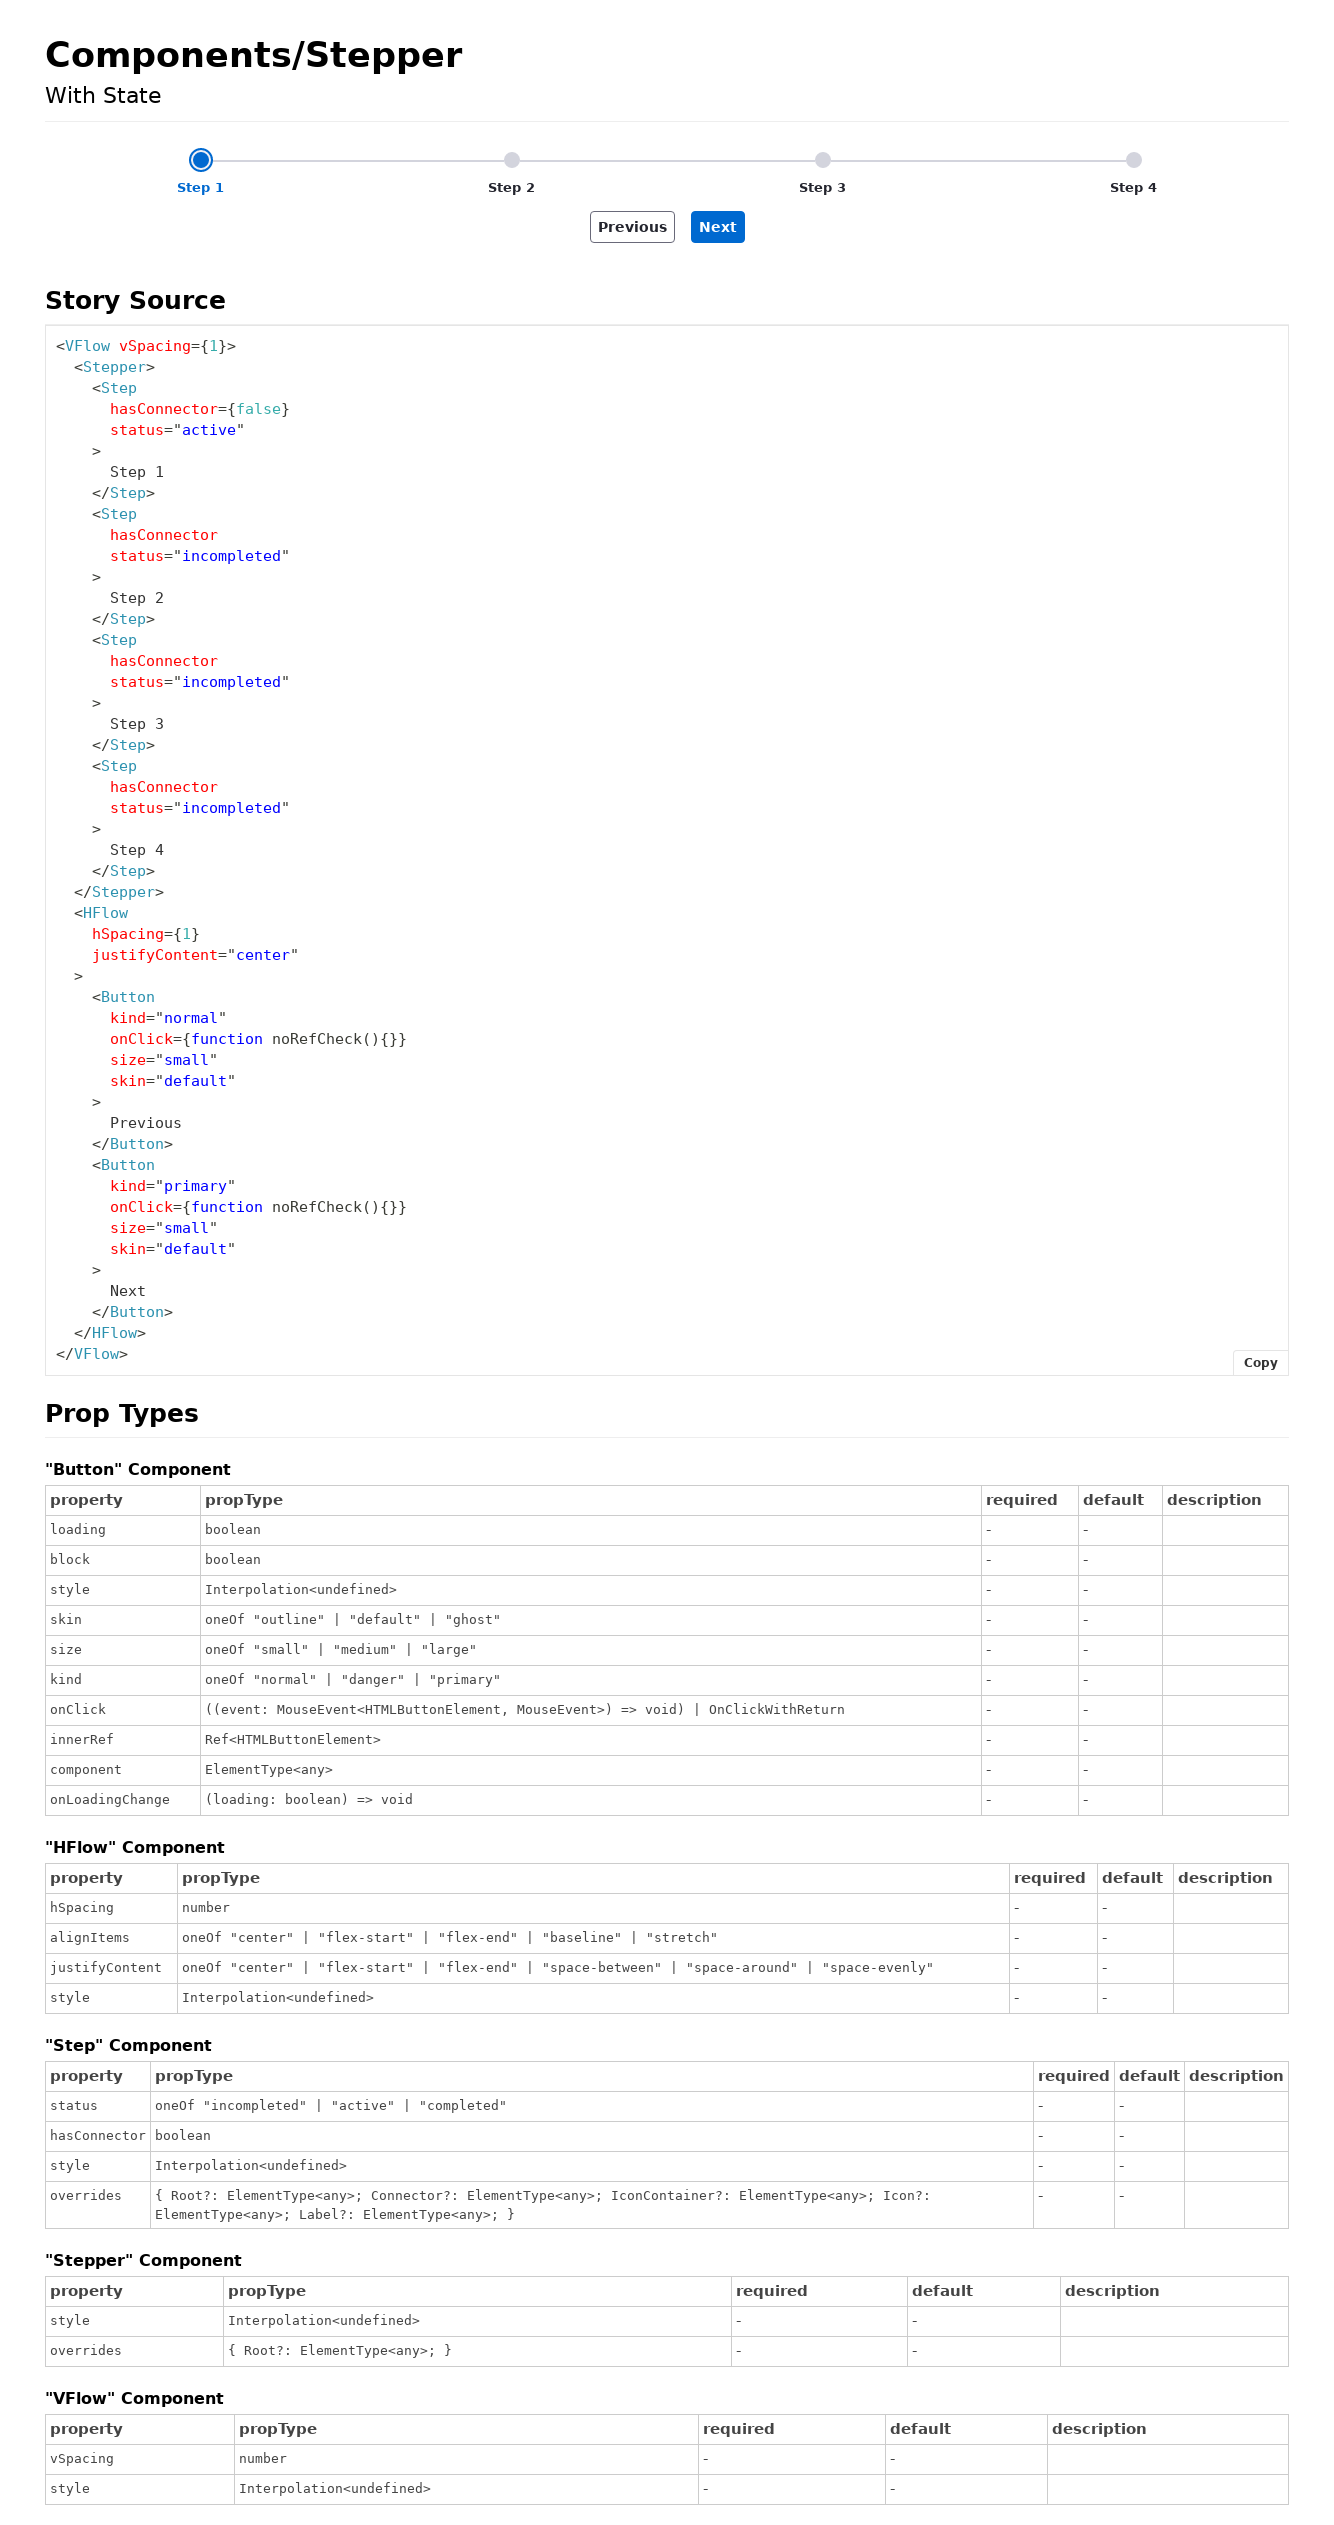 Components/Stepper
With State
Step 1 Step 2 Step 3 Step 4
Previous Next
Story Source
<VFlow vSpacing={1}>
  <Stepper>
    <Step
      hasConnector={false}
      status="active"
    >
      Step 1
    </Step>
    <Step
      hasConnector
      status="incompleted"
    >
      Step 2
    </Step>
    <Step
      hasConnector
      status="incompleted"
    >
      Step 3
    </Step>
    <Step
      hasConnector
      status="incompleted"
    >
      Step 4
    </Step>
  </Stepper>
  <HFlow
    hSpacing={1}
    justifyContent="center"
  >
    <Button
      kind="normal"
      onClick={function noRefCheck(){}}
      size="small"
      skin="default"
    >
      Previous
    </Button>
    <Button
      kind="primary"
      onClick={function noRefCheck(){}}
      size="small"
      skin="default"
    >
      Next
    </Button>
  </HFlow>
</VFlow>
Copy
Prop Types
"Button" Component
property propType required default description
loading boolean - -
block boolean - -
style Interpolation<undefined> - -
skin oneOf "outline" | "default" | "ghost" - -
size oneOf "small" | "medium" | "large" - -
kind oneOf "normal" | "danger" | "primary" - -
onClick ((event: MouseEvent<HTMLButtonElement, MouseEvent>) => void) | OnClickWithReturn - -
innerRef Ref<HTMLButtonElement> - -
component ElementType<any> - -
onLoadingChange (loading: boolean) => void - -
"HFlow" Component
property propType required default description
hSpacing number - -
alignItems oneOf "center" | "flex-start" | "flex-end" | "baseline" | "stretch" - -
justifyContent oneOf "center" | "flex-start" | "flex-end" | "space-between" | "space-around" | "space-evenly" - -
style Interpolation<undefined> - -
"Step" Component
property propType required default description
status oneOf "incompleted" | "active" | "completed" - -
hasConnector boolean - -
style Interpolation<undefined> - -
overrides { Root?: ElementType<any>; Connector?: ElementType<any>; IconContainer?: ElementType<any>; Icon?: - -
ElementType<any>; Label?: ElementType<any>; }
"Stepper" Component
property propType required default description
style Interpolation<undefined> - -
overrides { Root?: ElementType<any>; } - -
"VFlow" Component
property propType required default description
vSpacing number - -
style Interpolation<undefined> - -